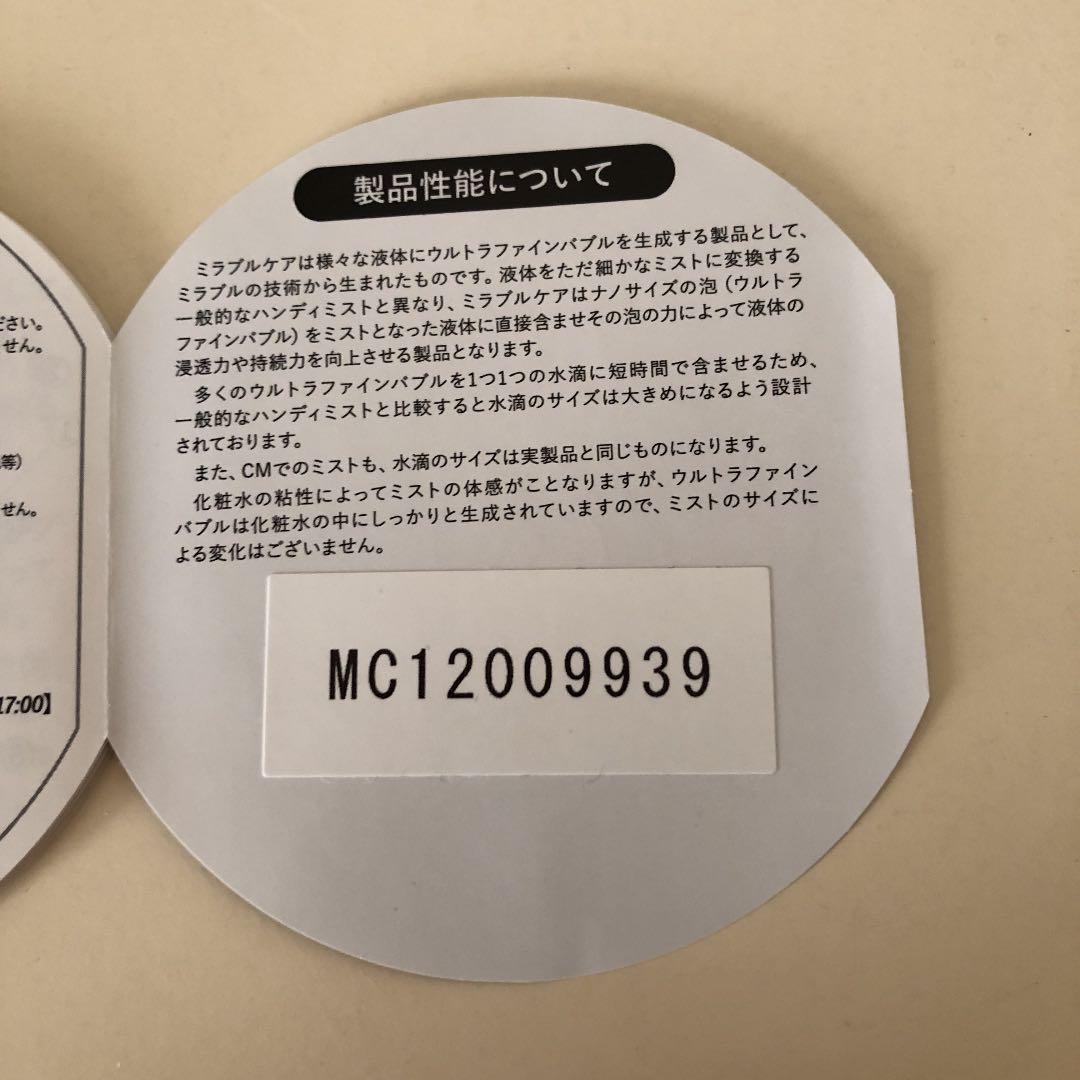 ださい。
せん。
等)
せん。
17:00】
製品性能について
ミラブルケアは様々な液体にウルトラファインバブルを生成する製品として、
ミラブルの技術から生まれたものです。液体をただ細かなミストに変換する
一般的なハンディミストと異なり、ミラブルケアはナノサイズの泡(ウルトラ
ファインバブル)をミストとなった液体に直接含ませその泡の力によって液体の
浸透力や持続力を向上させる製品となります。
多くのウルトラファインバブルを1つ1つの水滴に短時間で含ませるため、
一般的なハンディミストと比較すると水滴のサイズは大きめになるよう設計
されております。
また、CMでのミストも、水滴のサイズは実製品と同じものになります。
化粧水の粘性によってミストの体感がことなりますが、ウルトラファイン
バブルは化粧水の中にしっかりと生成されていますので、ミストのサイズに
よる変化はございません。
MC12009939